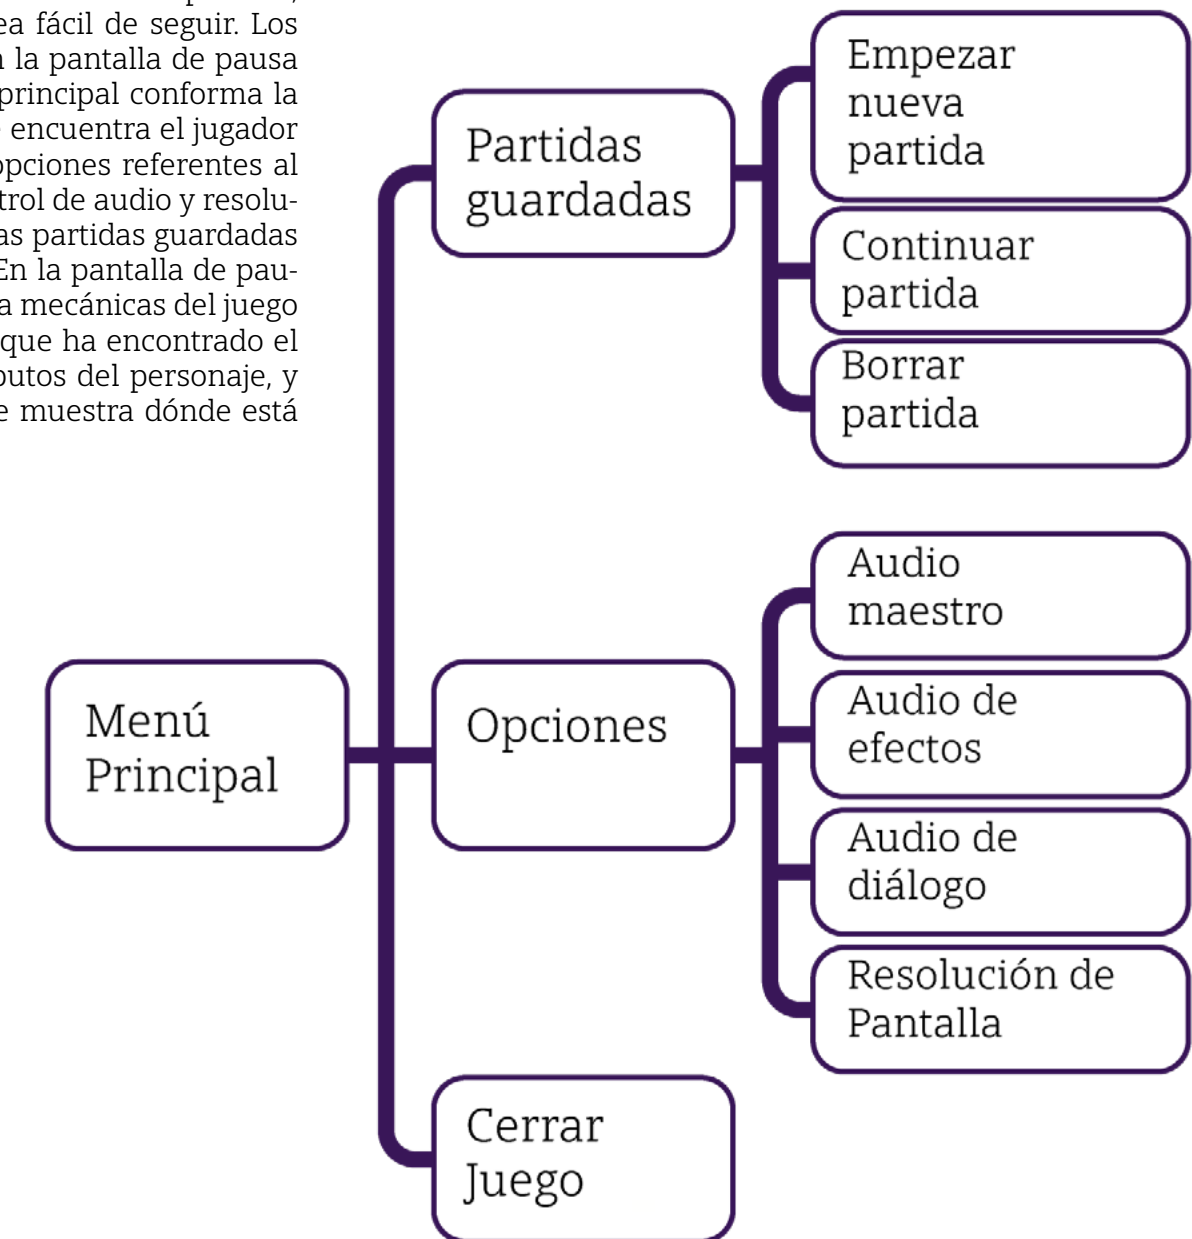 ea fácil de seguir. Los
la pantalla de pausa
principal conforma la
encuentra el jugador
opciones referentes al
trol de audio y resolu-
as partidas guardadas
En la pantalla de pau-
a mecánicas del juego
que ha encontrado el
butos del personaje, y
e muestra dónde está
Partidas
guardadas
Empezar
nueva
partida
Continuar
partida
Borrar
partida
Menú
Principal
Opciones
Audio
maestro
Audio de
efectos
Audio de
diálogo
Resolución de
Pantalla
Cerrar
Juego